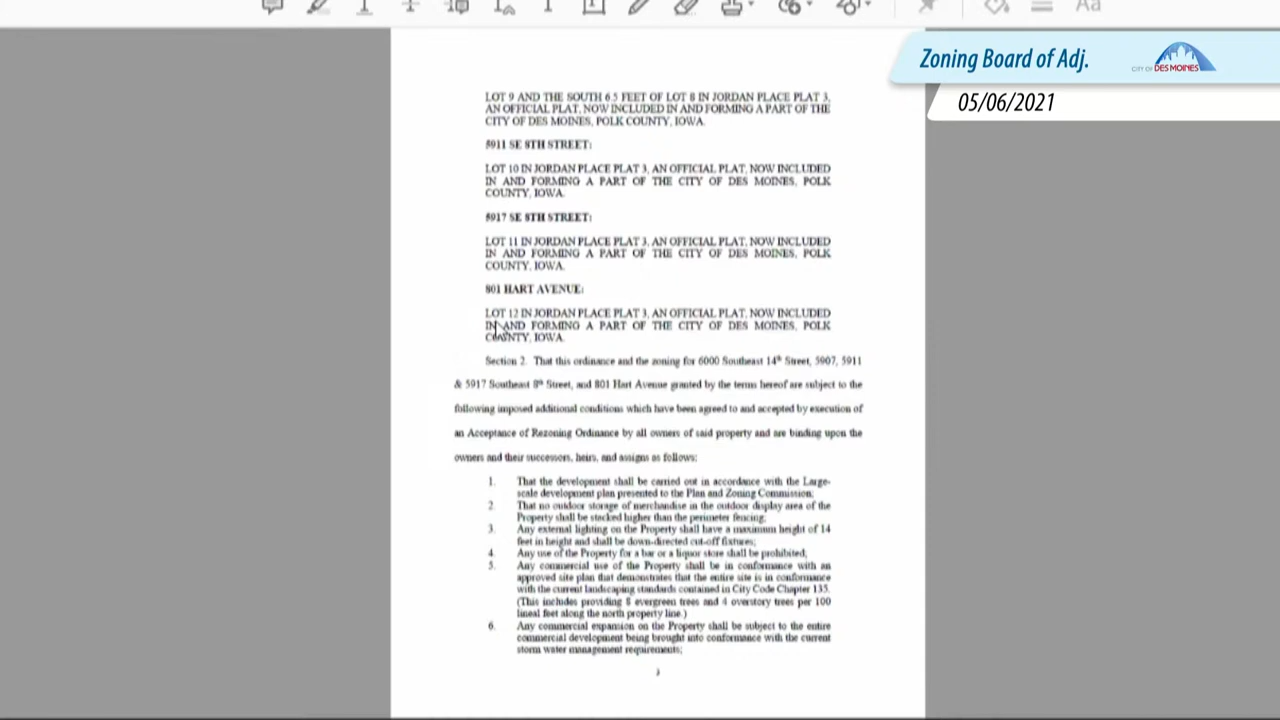 Aa
Zoning Board of Adj.
CITY OF DES MOINES
05/06/2021
LOT 9 AND THE SOUTH 6.5 FEET OF LOT 8 IN JORDAN PLACE PLAT 3,
AN OFFICIAL PLAT, NOW INCLUDED IN AND FORMING A PART OF THE
CITY OF DES MOINES, POLK COUNTY, IOWA.
5911 SE 8TH STREET:
LOT 10 IN JORDAN PLACE PLAT 3, AN OFFICIAL PLAT, NOW INCLUDED
IN AND FORMING A PART OF THE CITY OF DES MOINES, POLK
COUNTY, IOWA.
5917 SE 8TH STREET:
LOT 11 IN JORDAN PLACE PLAT 3, AN OFFICIAL PLAT, NOW INCLUDED
IN AND FORMING A PART OF THE CITY OF DES MOINES, POLK
COUNTY, IOWA.
801 HART AVENUE:
LOT 12 IN JORDAN PLACE PLAT 3, AN OFFICIAL PLAT, NOW INCLUDED
IN AND FORMING A PART OF THE CITY OF DES MOINES, POLK
COUNTY, IOWA.
Section 2. That this ordinance and the zoning for 6000 Southeast 14th Street, 5907, 5911
& 5917 Southeast 8th Street, and 801 Hart Avenue granted by the terms hereof are subject to the
following imposed additional conditions which have been agreed to and accepted by execution of
an Acceptance of Rezoning Ordinance by all owners of said property and are binding upon the
owners and their successors, heirs, and assigns as follows:
1. That the development shall be carried out in accordance with the Large-
scale development plan presented to the Plan and Zoning Commission;
2. That no outdoor storage of merchandise in the outdoor display area of the
Property shall be stacked higher than the perimeter fencing.
3. Any external lighting on the Property shall have a maximum height of 14
feet in height and shall be down-directed cut-off fixtures;
4. Any use of the Property for a bar or a liquor store shall be prohibited;
5. Any commercial use of the Property shall be in conformance with an
approved site plan that demonstrates that the entire site is in conformance
with the current landscaping standards contained in City Code Chapter 135.
(This includes providing 8 evergreen trees and 4 overstory trees per 100
lineal feet along the north property line.)
6. Any commercial expansion on the Property shall be subject to the entire
commercial development being brought into conformance with the current
storm water management requirements;
3